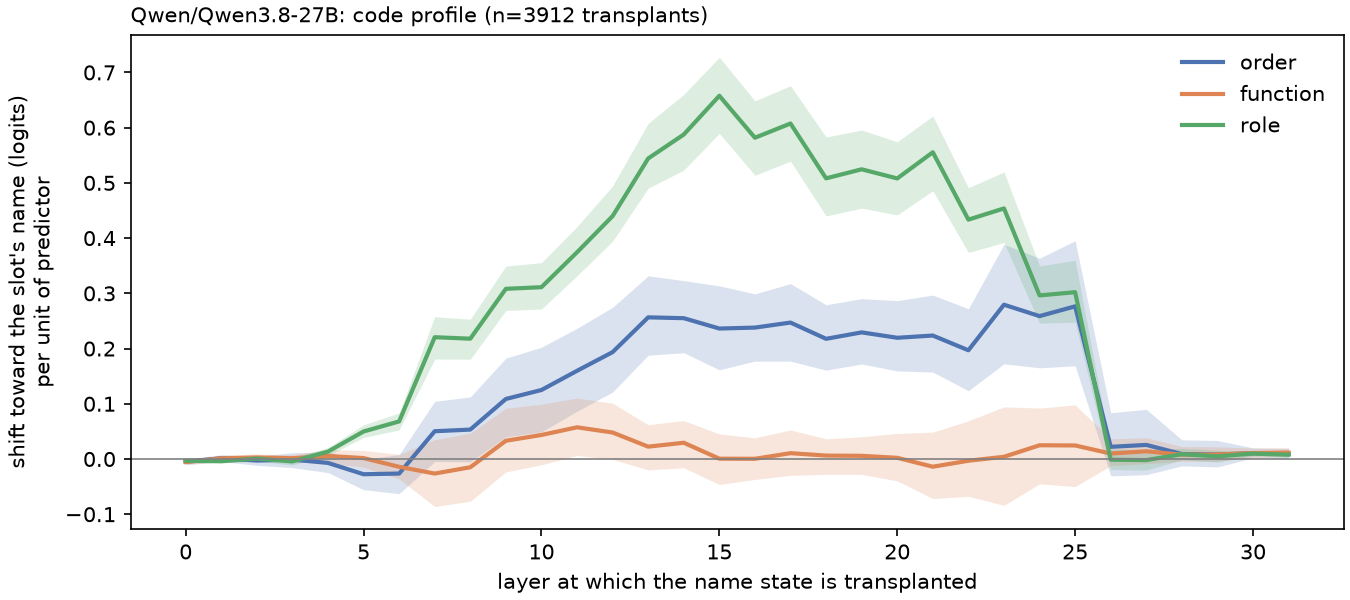 Qwen/Qwen3.8-27B: code profile (n=3912 transplants)
shift toward the slot's name (logits)
per unit of predictor
0.7
0.6
0.5
0.4
0.3
0.2
0.1
0.0
−0.1
order
function
role
0 5 10 15 20 25 30
layer at which the name state is transplanted